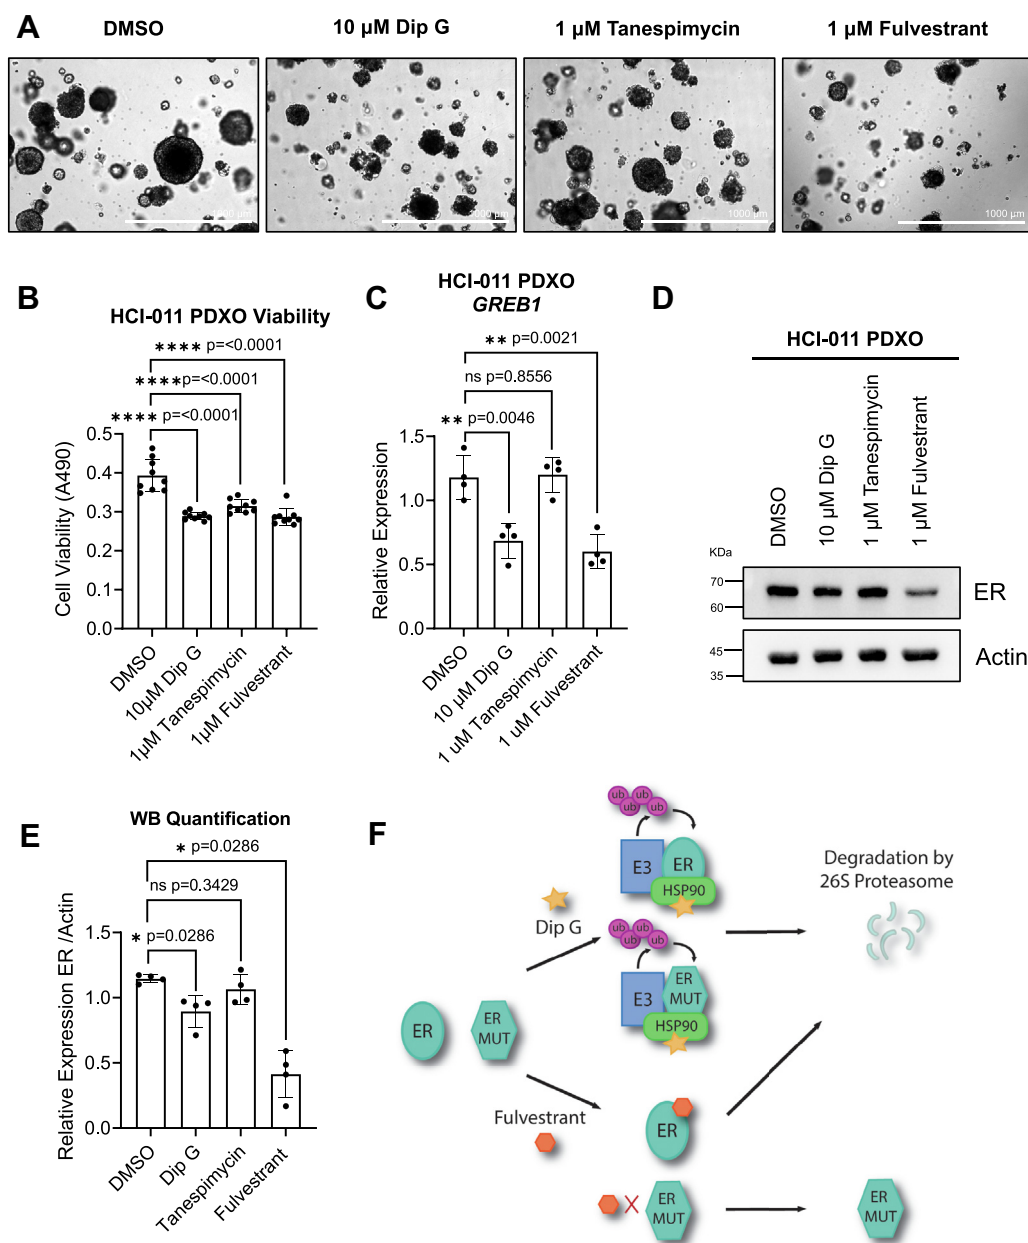 A
DMSO
10 µM Dip G
1 µM Tanespimycin
1 µM Fulvestrant
1000 µm
1000 µm
1000 µm
1000 µm
B
HCI-011 PDXO Viability
**** p=<0.0001
**** p=<0.0001
**** p=<0.0001
Cell Viability (A490)
0.5
0.4
0.3
0.2
0.1
0.0
DMSO
10µM Dip G
1µM Tanespimycin
1µM Fulvestrant
C
HCI-011 PDXO
GREB1
** p=0.0021
ns p=0.8556
** p=0.0046
Relative Expression
1.5
1.0
0.5
0.0
DMSO
10 µM Dip G
1 uM Tanespimycin
1 uM Fulvestrant
D
HCI-011 PDXO
DMSO
10 µM Dip G
1 µM Tanespimycin
1 µM Fulvestrant
KDa
70
60
ER
45
35
Actin
E
WB Quantification
* p=0.0286
ns p=0.3429
* p=0.0286
Relative Expression ER /Actin
1.5
1.0
0.5
0.0
DMSO
Dip G
Tanespimycin
Fulvestrant
F
ub ub
ub ub
E3
ER
HSP90
Dip G
ub ub
ub ub
E3
ER
MUT
HSP90
Degradation by
26S Proteasome
ER
ER
MUT
Fulvestrant
ER
X
ER
MUT
ER
MUT